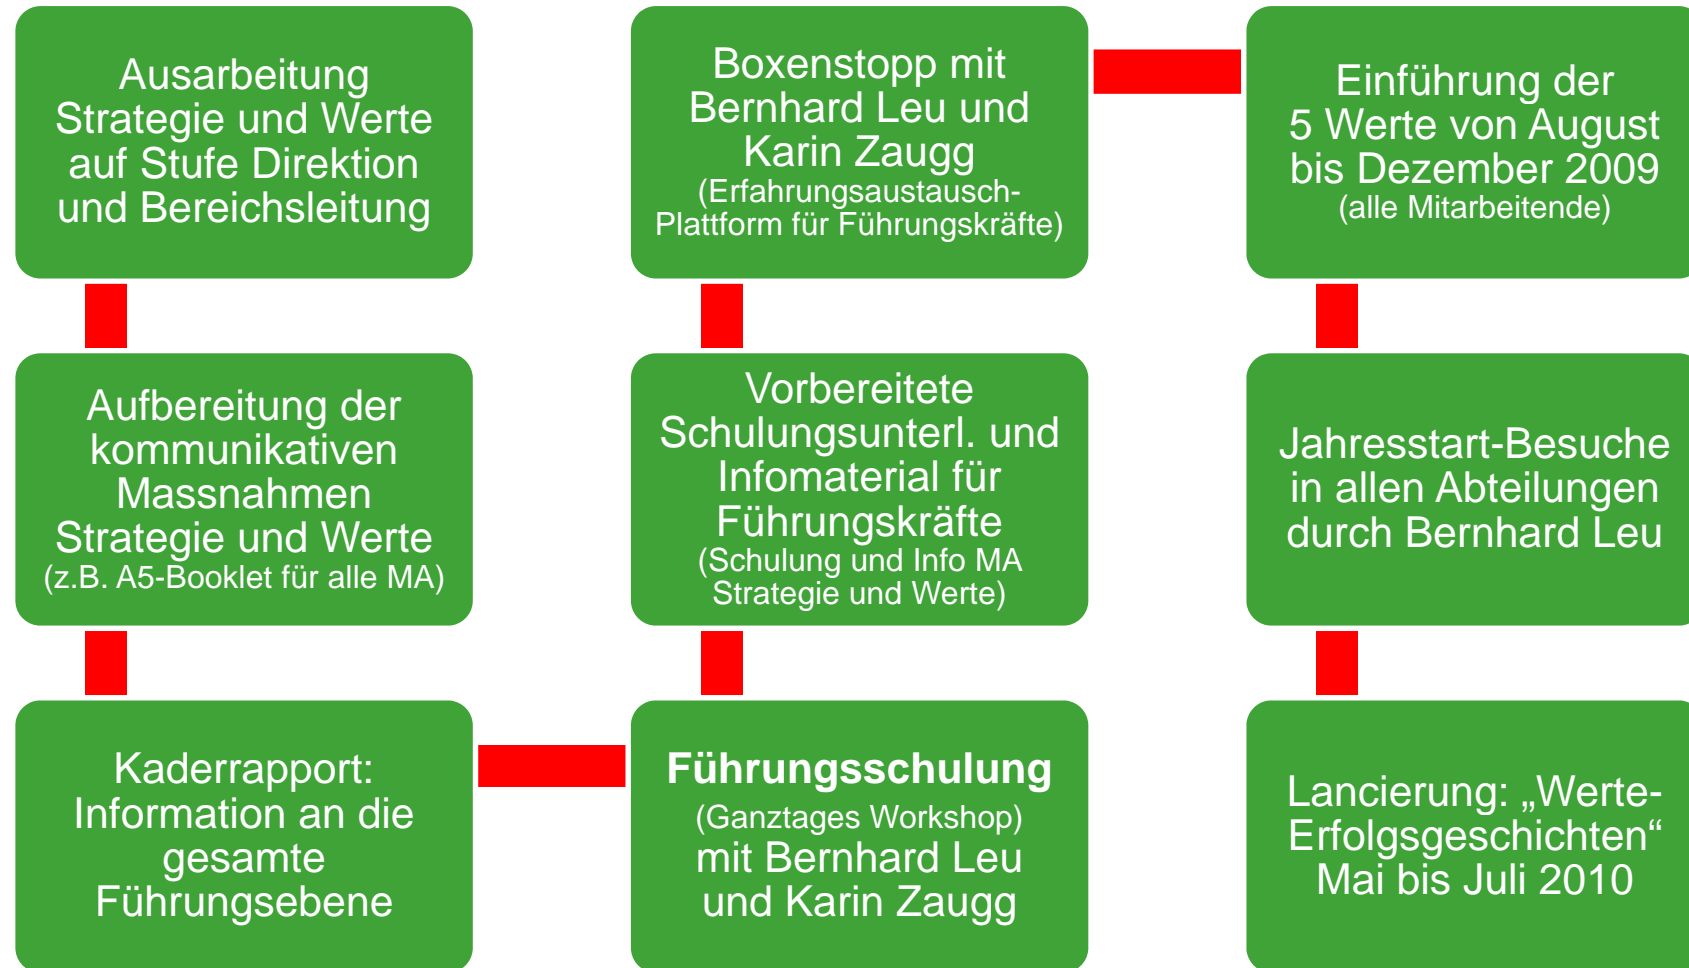 Ausarbeitung
Strategie und Werte
auf Stufe Direktion
und Bereichsleitung
Aufbereitung der
kommunikativen
Massnahmen
Strategie und Werte
(z.B. A5-Booklet für alle MA)
Kaderrapport:
Information an die
gesamte
Führungsebene
Führungsschulung
(Ganztages Workshop)
mit Bernhard Leu
und Karin Zaugg
Vorbereitete
Schulungsunterl. und
Infomaterial für
Führungskräfte
(Schulung und Info MA
Strategie und Werte)
Boxenstopp mit
Bernhard Leu und
Karin Zaugg
(Erfahrungsaustausch-
Plattform für Führungskräfte)
Einführung der
5 Werte von August
bis Dezember 2009
(alle Mitarbeitende)
Jahresstart-Besuche
in allen Abteilungen
durch Bernhard Leu
Lancierung: „Werte-
Erfolgsgeschichten“
Mai bis Juli 2010